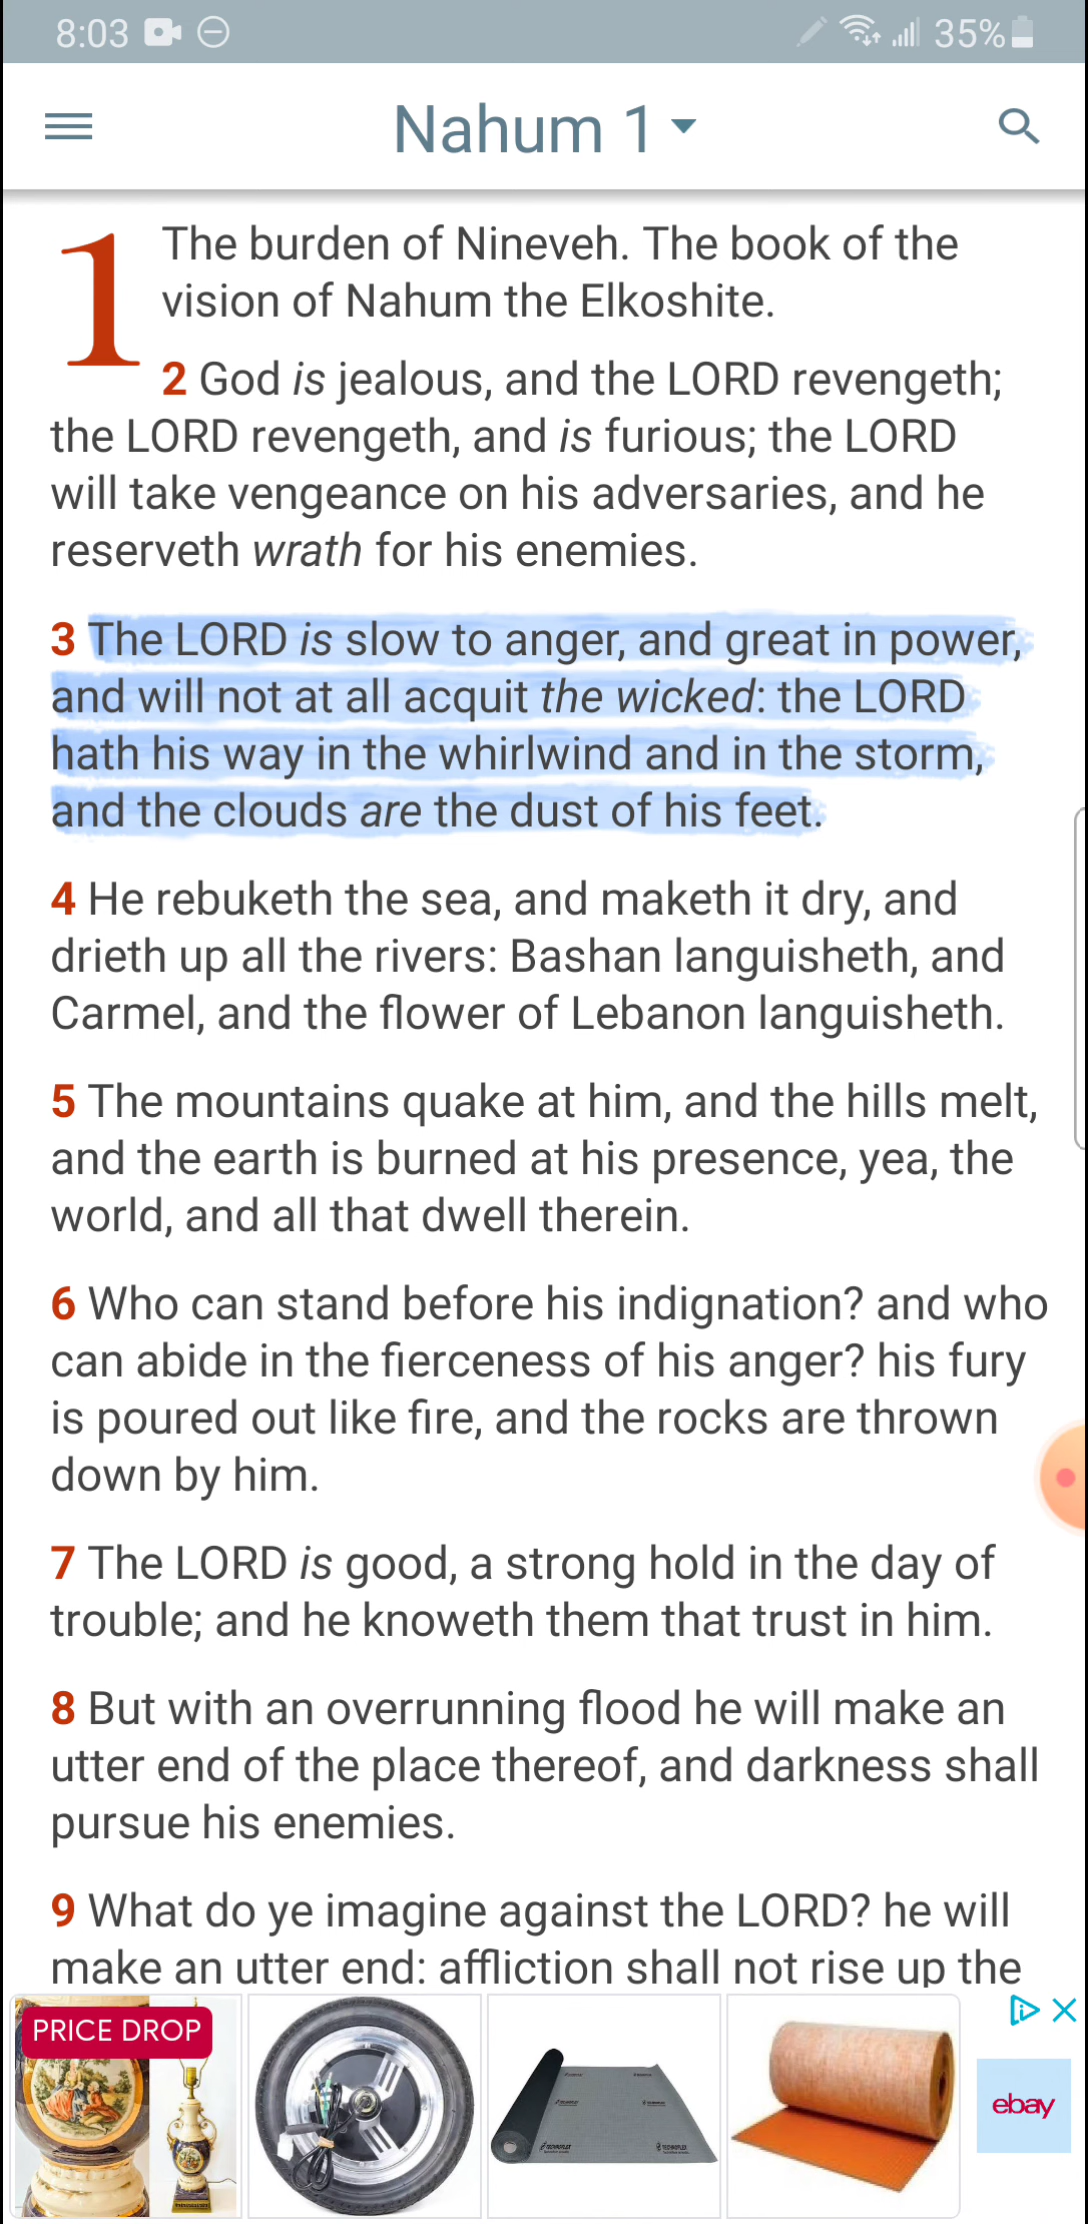 8:03
35%
Nahum 1
1 The burden of Nineveh. The book of the
vision of Nahum the Elkoshite.
2 God is jealous, and the LORD revengeth;
the LORD revengeth, and is furious; the LORD
will take vengeance on his adversaries, and he
reserveth wrath for his enemies.
3 The LORD is slow to anger, and great in power,
and will not at all acquit the wicked: the LORD
hath his way in the whirlwind and in the storm,
and the clouds are the dust of his feet.
4 He rebuketh the sea, and maketh it dry, and
drieth up all the rivers: Bashan languisheth, and
Carmel, and the flower of Lebanon languisheth.
5 The mountains quake at him, and the hills melt,
and the earth is burned at his presence, yea, the
world, and all that dwell therein.
6 Who can stand before his indignation? and who
can abide in the fierceness of his anger? his fury
is poured out like fire, and the rocks are thrown
down by him.
7 The LORD is good, a strong hold in the day of
trouble; and he knoweth them that trust in him.
8 But with an overrunning flood he will make an
utter end of the place thereof, and darkness shall
pursue his enemies.
9 What do ye imagine against the LORD? he will
make an utter end: affliction shall not rise up the
PRICE DROP
ebay